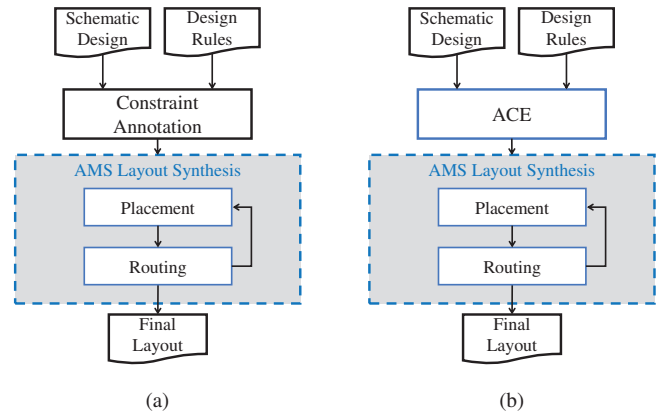 Schematic
Design
Design
Rules
Constraint
Annotation
AMS Layout Synthesis
Placement
Routing
Final
Layout
(a)
Schematic
Design
Design
Rules
ACE
AMS Layout Synthesis
Placement
Routing
Final
Layout
(b)